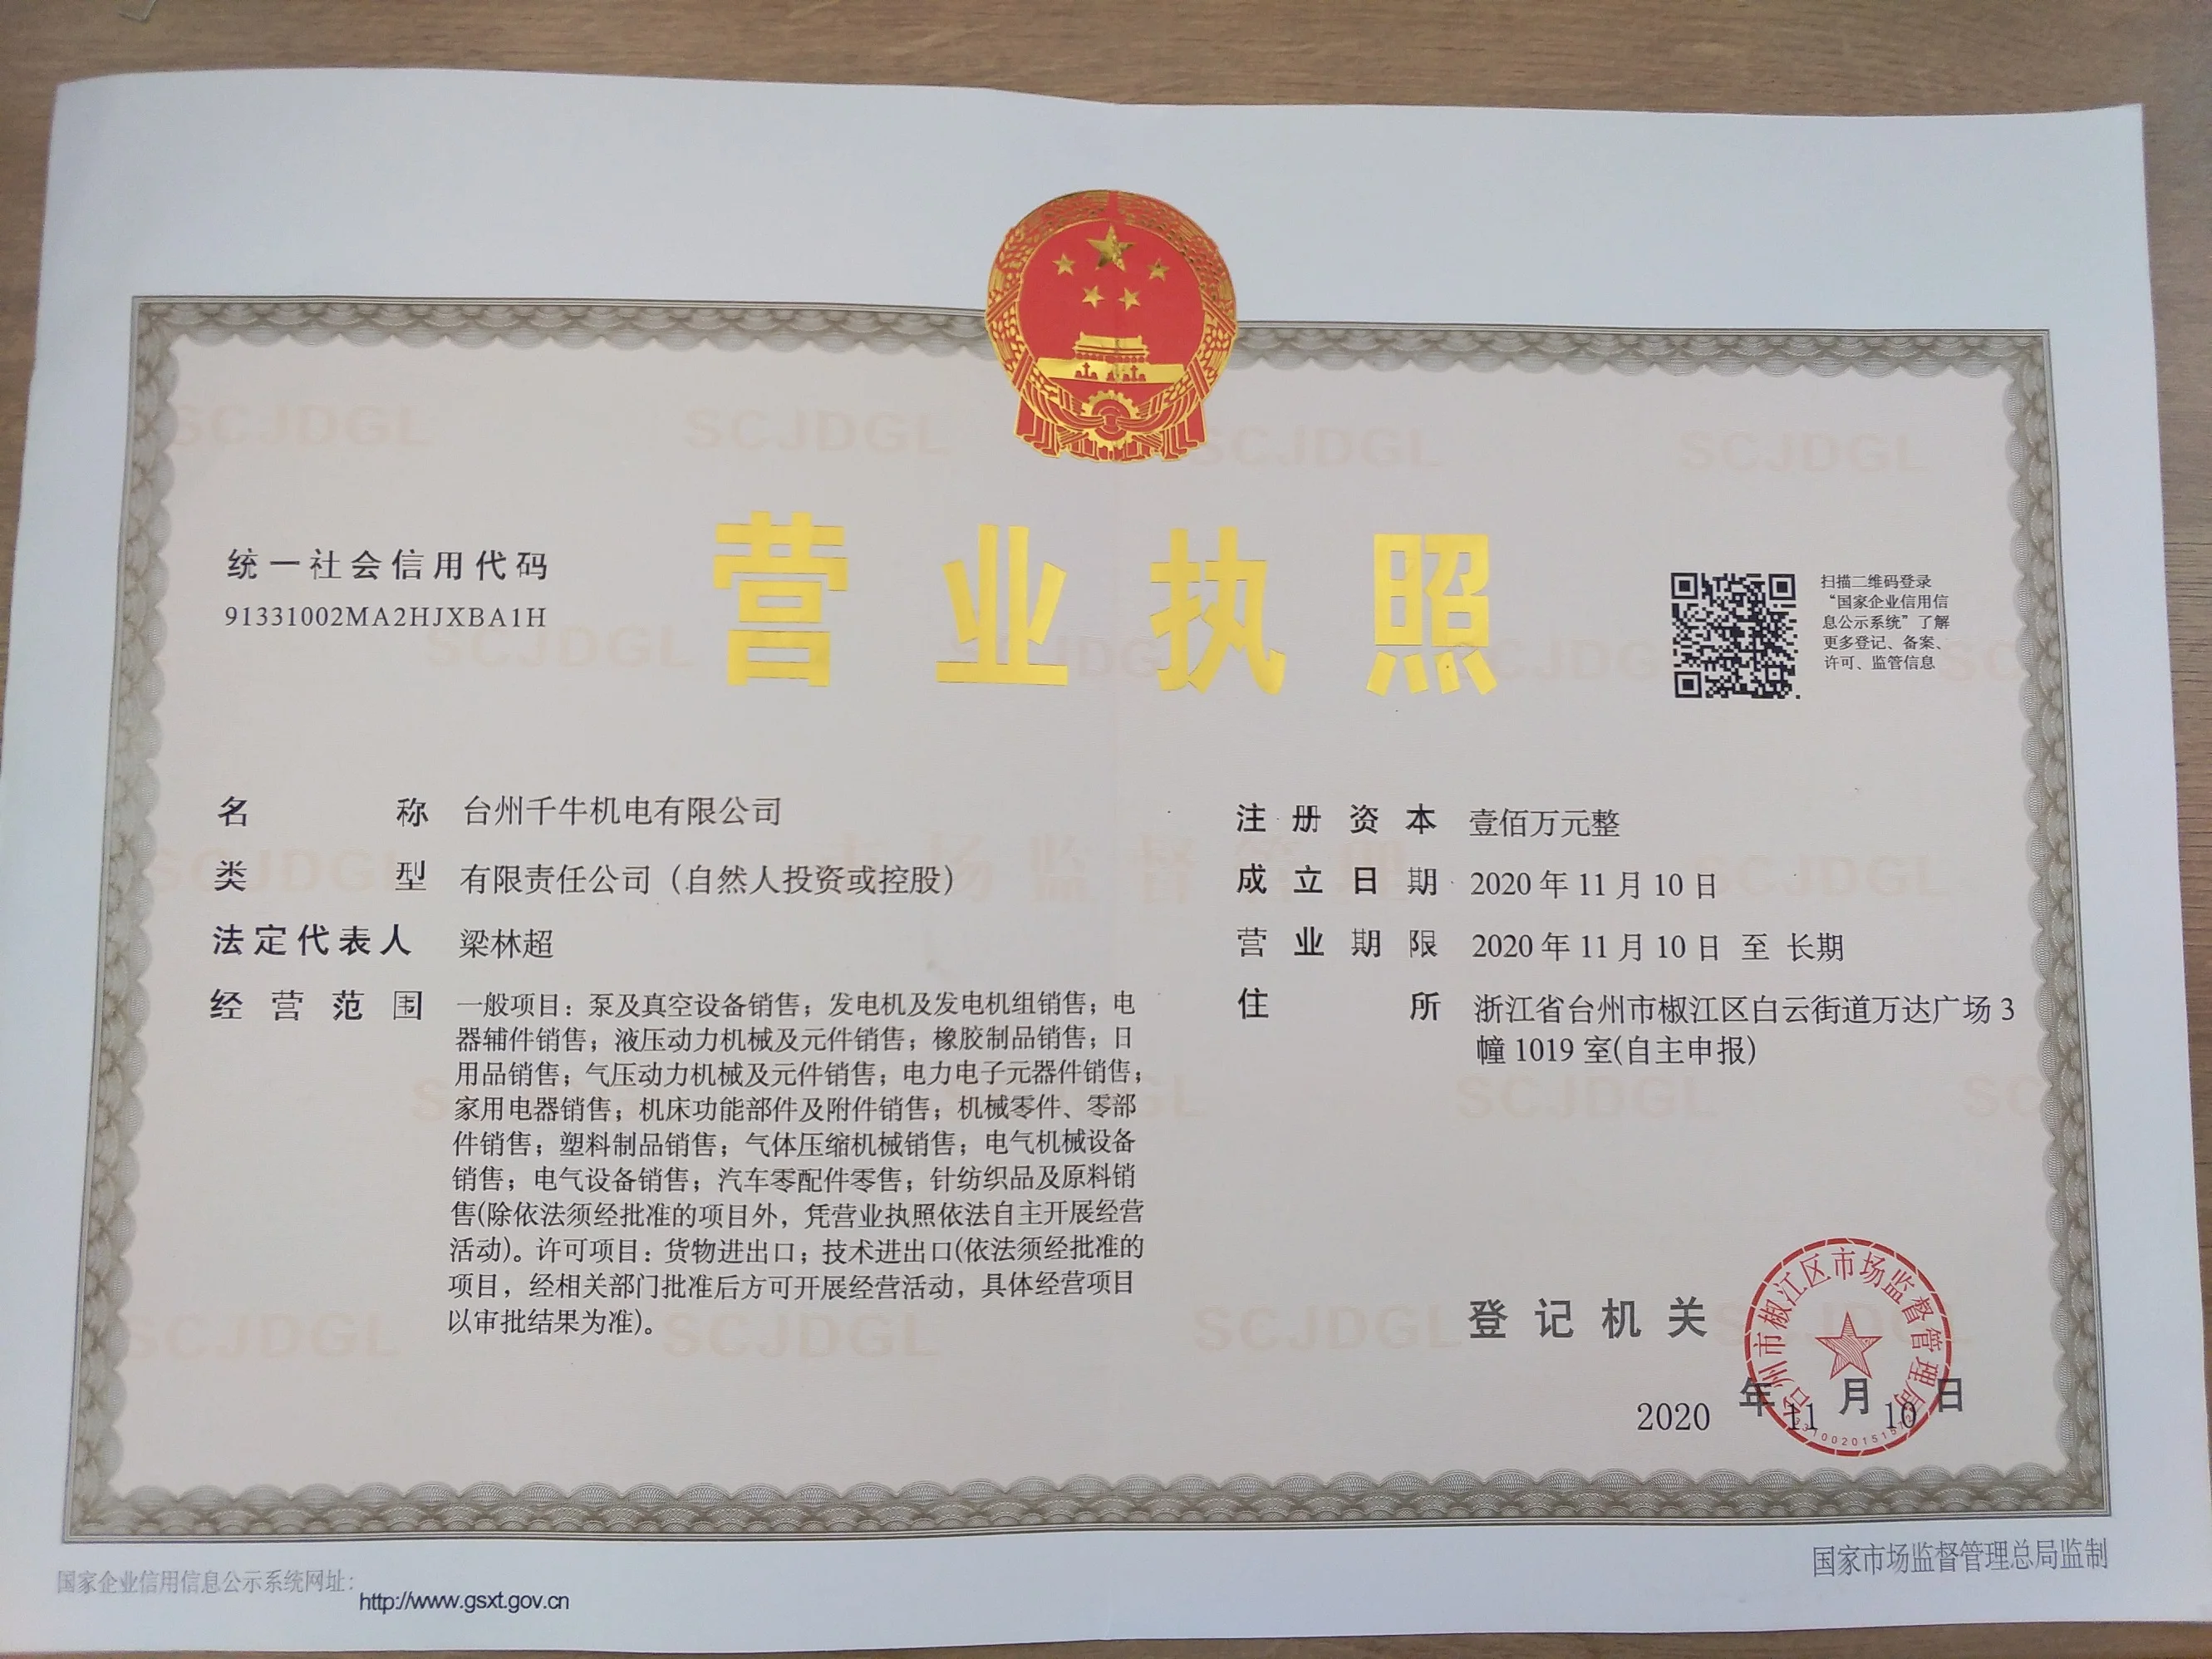 营业执照
统一社会信用代码
91331002MA2HJXBA1H
扫描二维码登录
“国家企业信用信
息公示系统”了解
更多登记、备案、
许可、监管信息
名称 台州千牛机电有限公司
类型 有限责任公司（自然人投资或控股）
法定代表人 梁林超
经营范围 一般项目：泵及真空设备销售；发电机及发电机组销售；电
器辅件销售；液压动力机械及元件销售；橡胶制品销售；日
用品销售；气压动力机械及元件销售；电力电子元器件销售；
家用电器销售；机床功能部件及附件销售；机械零件、零部
件销售；塑料制品销售；气体压缩机械销售；电气机械设备
销售；电气设备销售；汽车零配件零售；针纺织品及原料销
售(除依法须经批准的项目外，凭营业执照依法自主开展经营
活动)。许可项目：货物进出口；技术进出口(依法须经批准的
项目，经相关部门批准后方可开展经营活动，具体经营项目
以审批结果为准)。
注册资本 壹佰万元整
成立日期 2020年11月10日
营业期限 2020年11月10日 至 长期
住所 浙江省台州市椒江区白云街道万达广场3
幢1019室(自主申报)
登记机关
台州市椒江区市场监督管理局
2020年11月10日
国家企业信用信息公示系统网址：
http://www.gsxt.gov.cn
国家市场监督管理总局监制
SCJDGL
市场监督管理